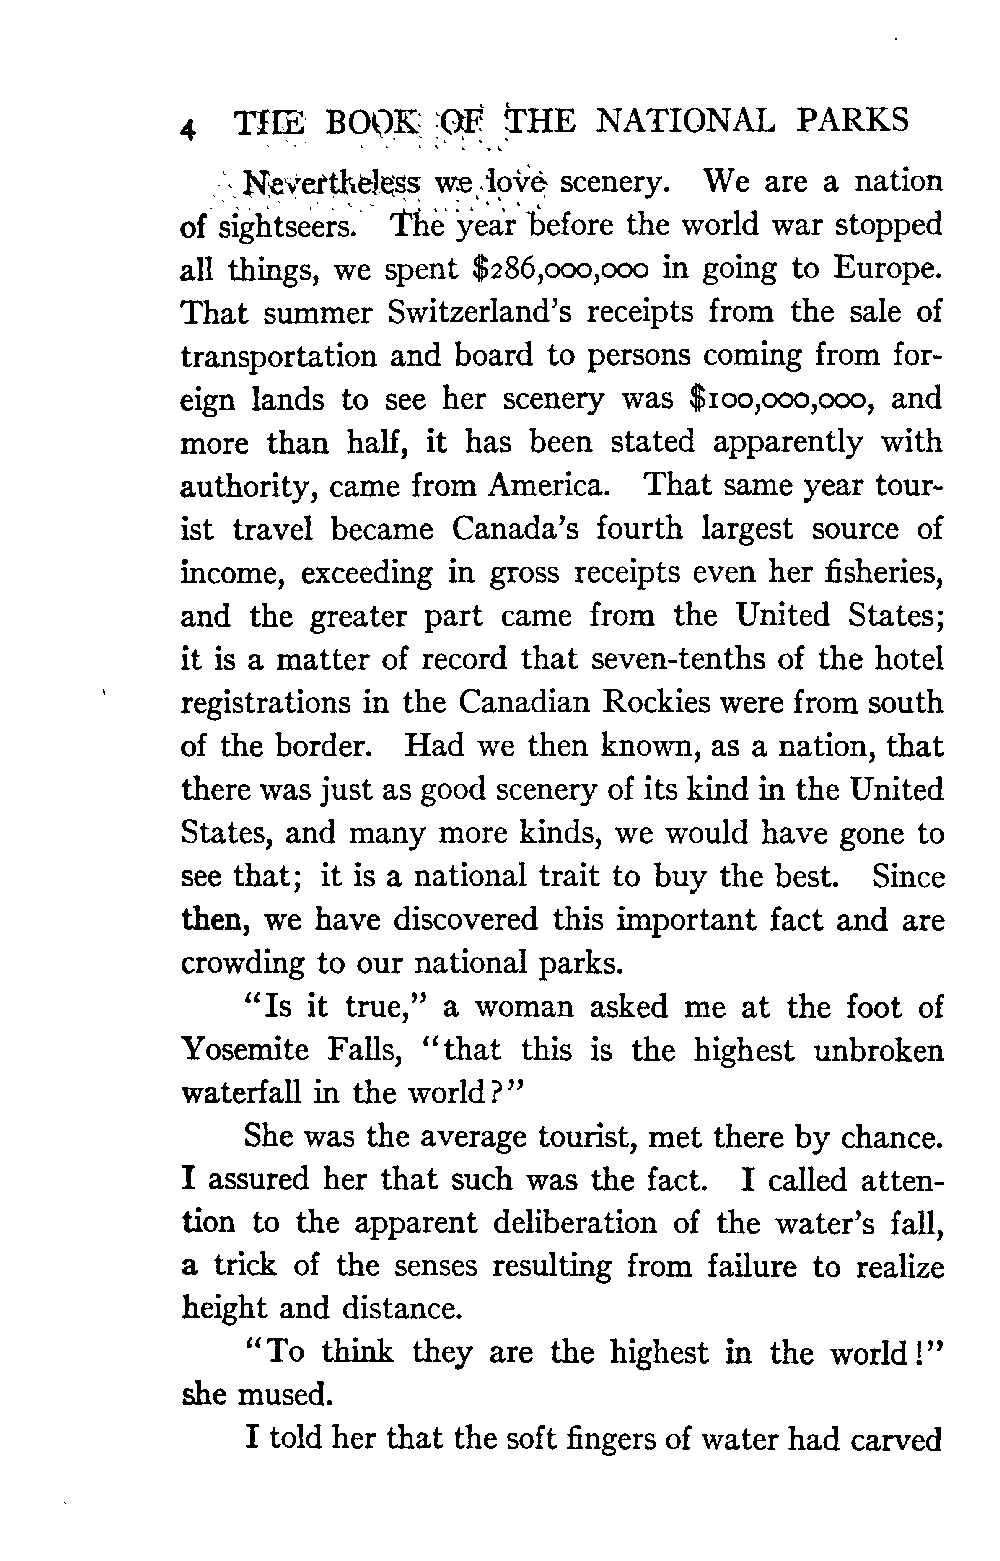 4 THE BOOK OF THE NATIONAL PARKS
Nevertheless we love scenery. We are a nation
of sightseers. The year before the world war stopped
all things, we spent $286,000,000 in going to Europe.
That summer Switzerland's receipts from the sale of
transportation and board to persons coming from for-
eign lands to see her scenery was $100,000,000, and
more than half, it has been stated apparently with
authority, came from America. That same year tour-
ist travel became Canada's fourth largest source of
income, exceeding in gross receipts even her fisheries,
and the greater part came from the United States;
it is a matter of record that seven-tenths of the hotel
registrations in the Canadian Rockies were from south
of the border. Had we then known, as a nation, that
there was just as good scenery of its kind in the United
States, and many more kinds, we would have gone to
see that; it is a national trait to buy the best. Since
then, we have discovered this important fact and are
crowding to our national parks.
"Is it true," a woman asked me at the foot of
Yosemite Falls, "that this is the highest unbroken
waterfall in the world?"
She was the average tourist, met there by chance.
I assured her that such was the fact. I called atten-
tion to the apparent deliberation of the water's fall,
a trick of the senses resulting from failure to realize
height and distance.
"To think they are the highest in the world!"
she mused.
I told her that the soft fingers of water had carved